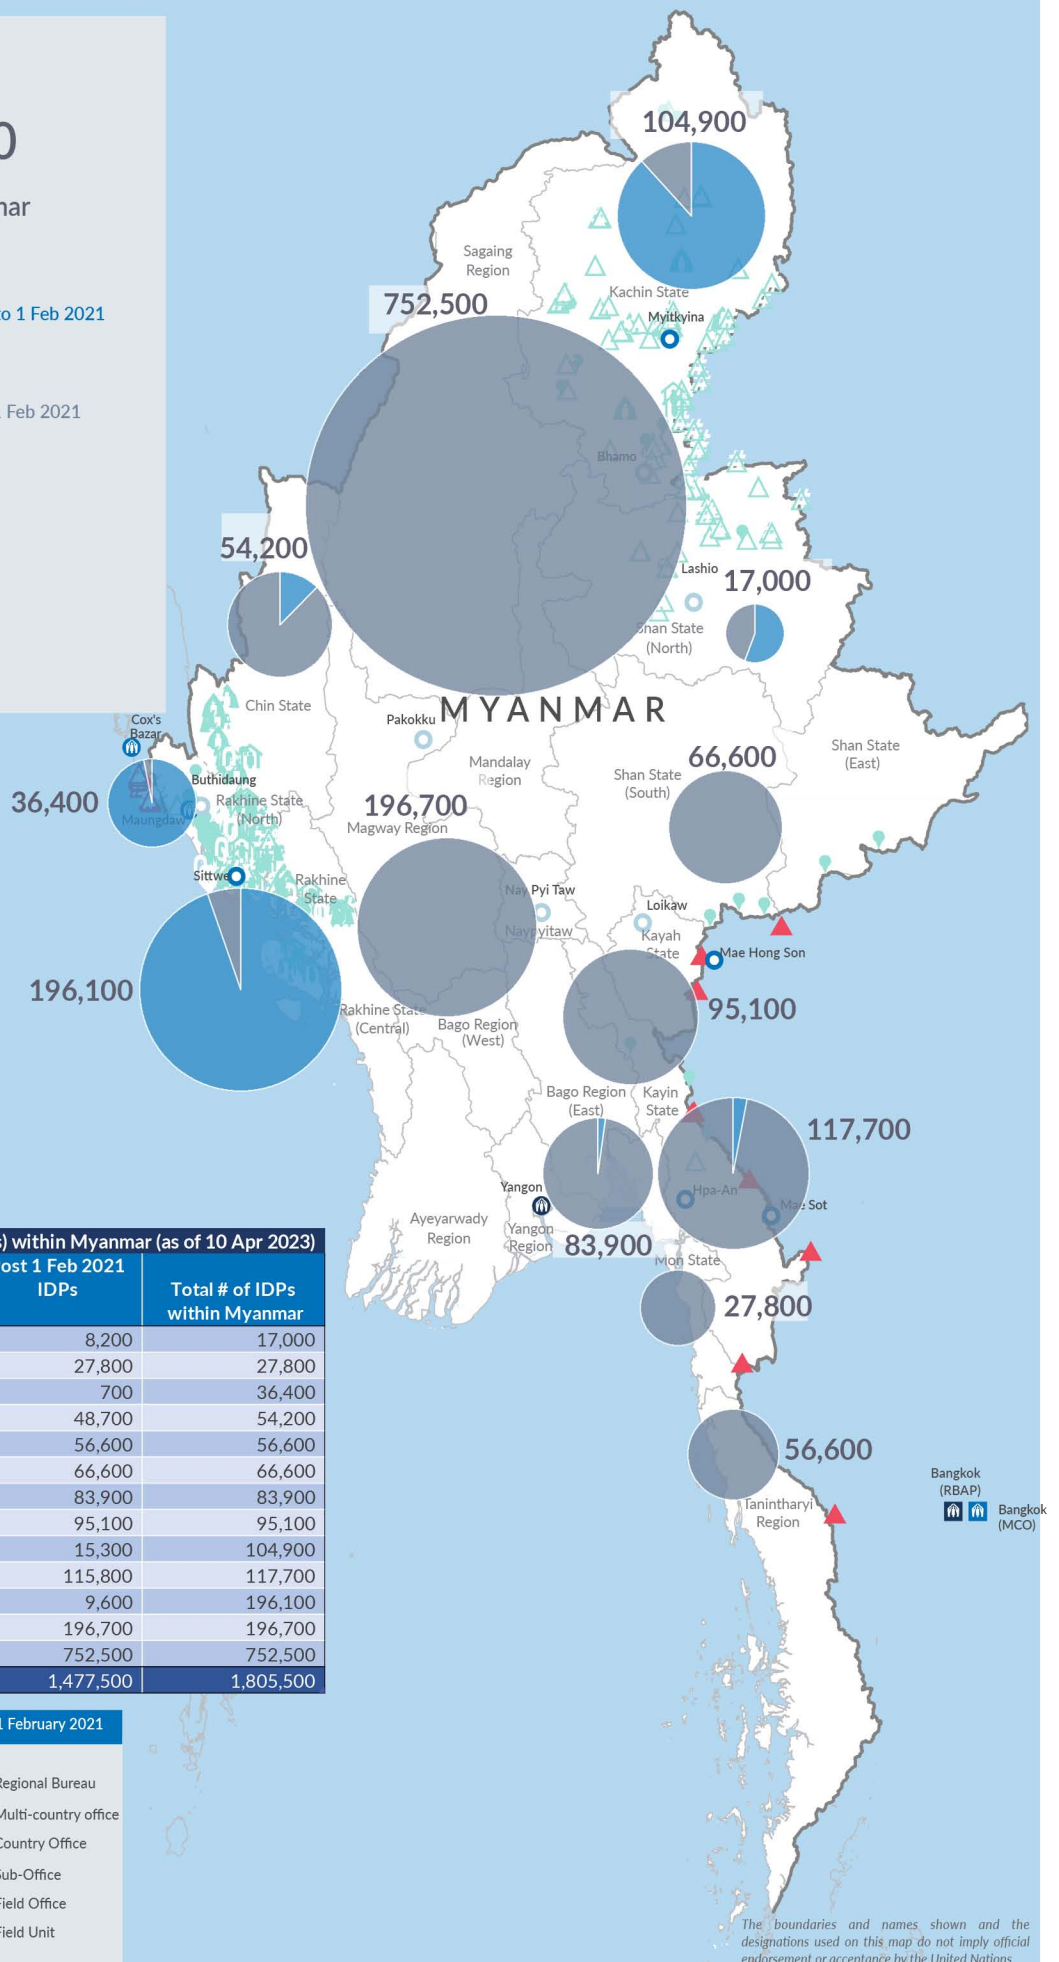 0
nar
to 1 Feb 2021
1 Feb 2021
104,900
Sagaing
Region
752,500
Kachin State
Myitkyina
Bhamo
54,200
Lashio
17,000
Shan State
(North)
MYANMAR
Chin State
Pakokku
Cox's
Bazar
Mandalay
Region
66,600
Shan State
(East)
Shan State
(South)
Buthidaung
36,400
Rakhine State
(North)
Maungdaw
196,700
Magway Region
Sittwe
Rakhine
State
Nay Pyi Taw
Naypyitaw
Loikaw
Kayah
State
Mae Hong Son
196,100
95,100
Rakhine State
(Central)
Bago Region
(West)
Bago Region
(East)
Kayin
State
117,700
Yangon
Hpa-An
Mae Sot
Ayeyarwady
Region
Yangon
Region
83,900
Mon State
27,800
s) within Myanmar (as of 10 Apr 2023)
Post 1 Feb 2021
IDPs
Total # of IDPs
within Myanmar
8,200 17,000
27,800 27,800
700 36,400
48,700 54,200
56,600 56,600
66,600 66,600
83,900 83,900
95,100 95,100
15,300 104,900
115,800 117,700
9,600 196,100
196,700 196,700
752,500 752,500
1,477,500 1,805,500
56,600
Tanintharyi
Region
Bangkok
(RBAP)
Bangkok
(MCO)
1 February 2021
Regional Bureau
Multi-country office
Country Office
Sub-Office
Field Office
Field Unit
The boundaries and names shown and the
designations used on this map do not imply official
endorsement or acceptance by the United Nations.